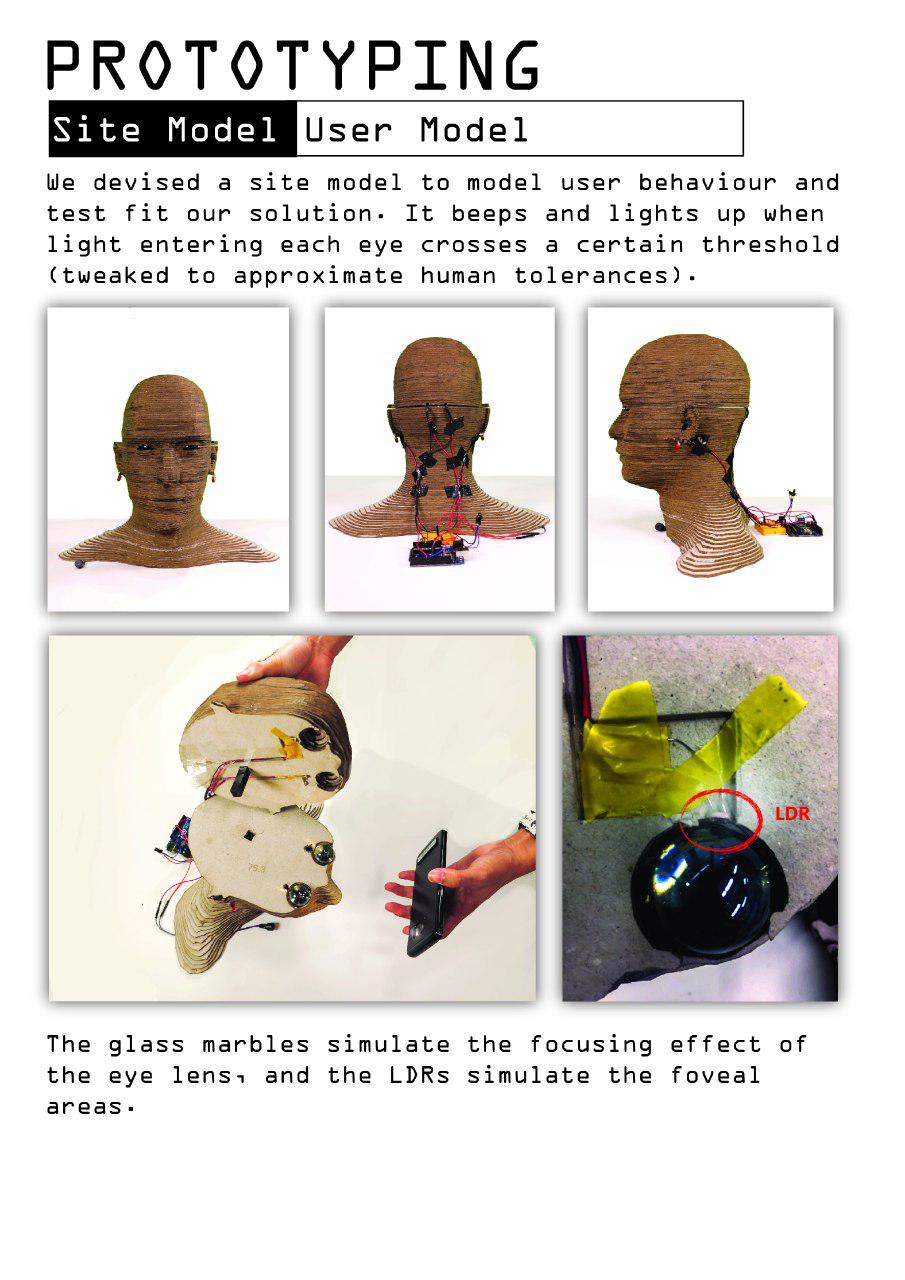 PROTOTYPING
Site Model User Model
We devised a site model to model user behaviour and
test fit our solution. It beeps and lights up when
light entering each eye crosses a certain threshold
(tweaked to approximate human tolerances).
75.3
LDR
The glass marbles simulate the focusing effect of
the eye lens, and the LDRs simulate the foveal
areas.